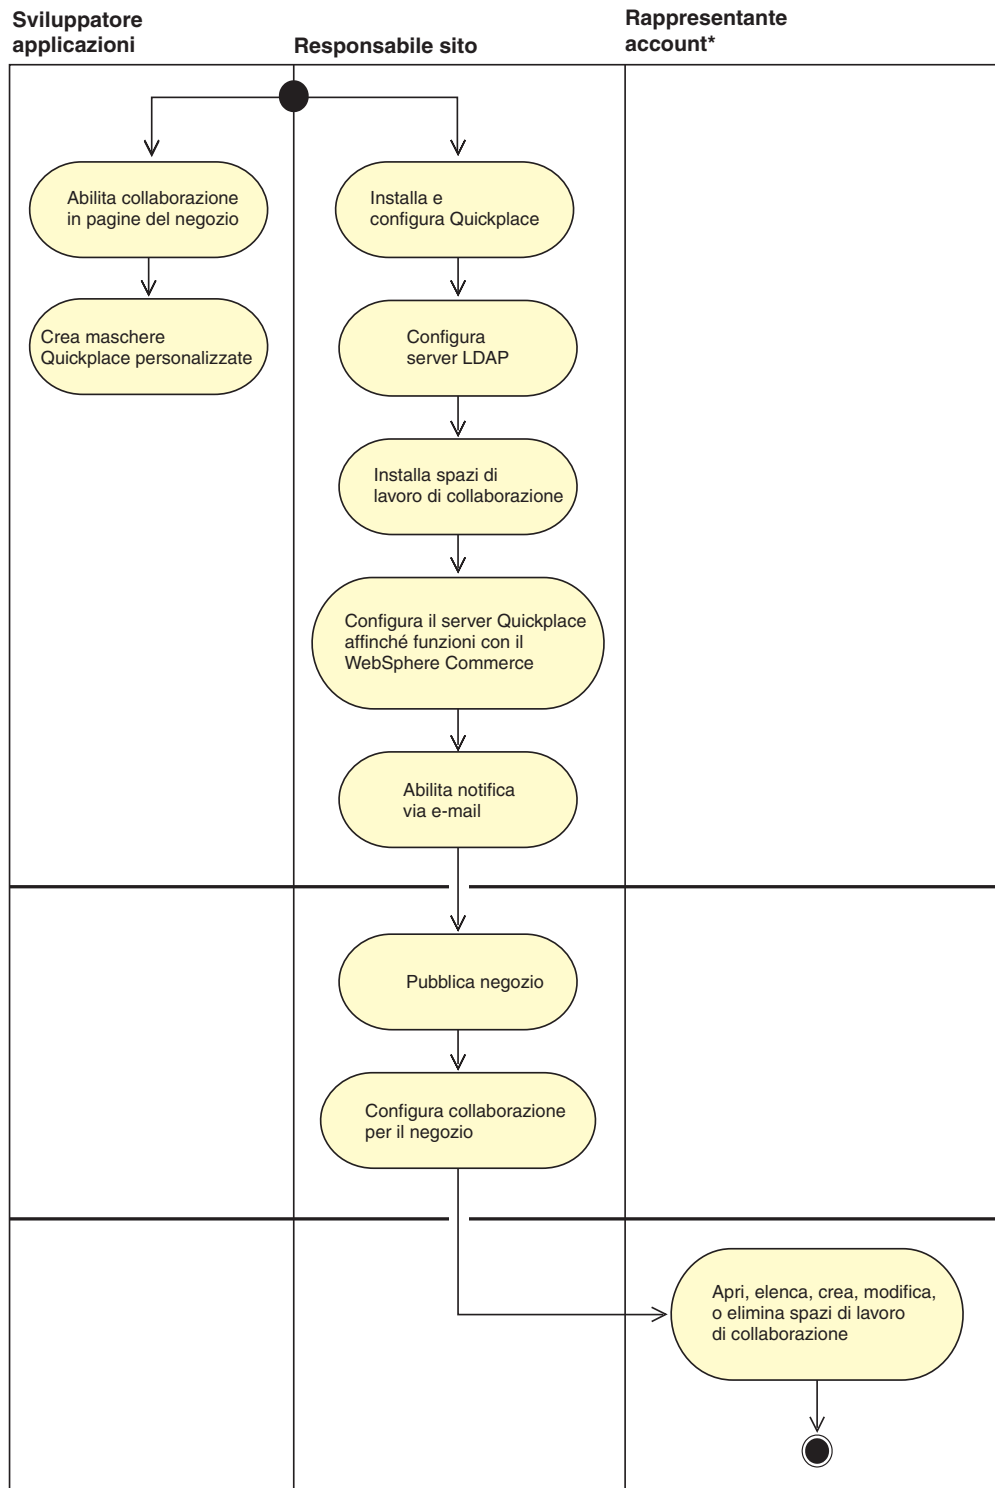 Sviluppatore
applicazioni
Responsabile sito
Rappresentante
account*
Abilita collaborazione
in pagine del negozio
Installa e
configura Quickplace
Crea maschere
Quickplace personalizzate
Configura
server LDAP
Installa spazi di
lavoro di collaborazione
Configura il server Quickplace
affinché funzioni con il
WebSphere Commerce
Abilita notifica
via e-mail
Pubblica negozio
Configura collaborazione
per il negozio
Apri, elenca, crea, modifica,
o elimina spazi di lavoro
di collaborazione